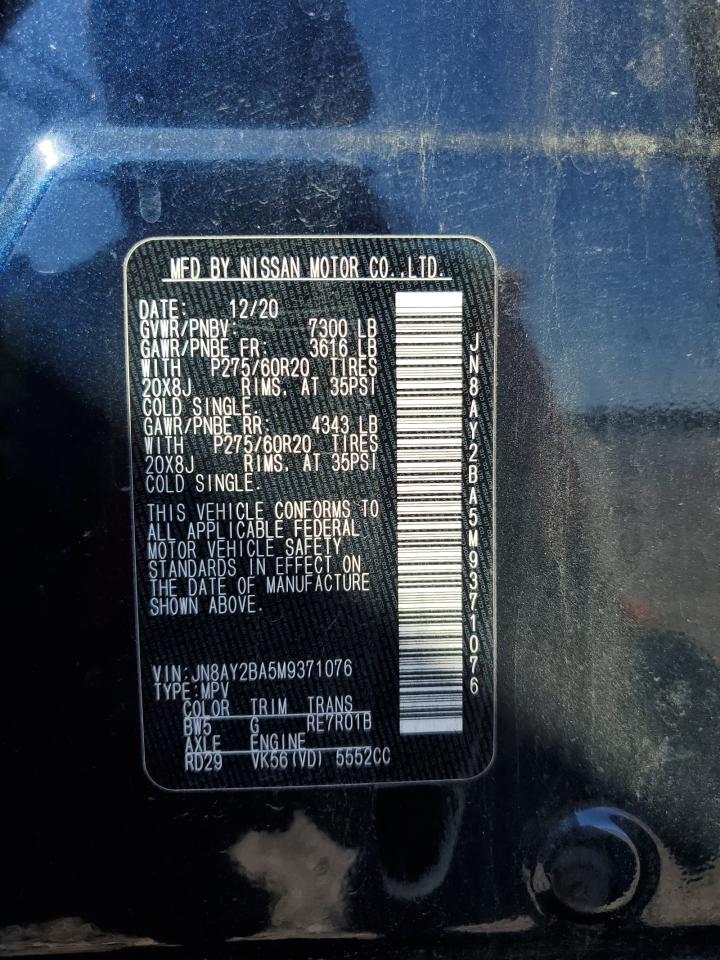 MFD BY NISSAN MOTOR CO.,LTD.
DATE: 12/20
GVWR/PNBV: 7300 LB
GAWR/PNBE FR: 3616 LB
WITH P275/60R20 TIRES
20X8J RIMS, AT 35PSI
COLD SINGLE.
GAWR/PNBE RR: 4343 LB
WITH P275/60R20 TIRES
20X8J RIMS, AT 35PSI
COLD SINGLE.
THIS VEHICLE CONFORMS TO
ALL APPLICABLE FEDERAL
MOTOR VEHICLE SAFETY
STANDARDS IN EFFECT ON
THE DATE OF MANUFACTURE
SHOWN ABOVE.
VIN:JN8AY2BA5M9371076
TYPE:MPV
COLOR TRIM TRANS
BW5 G RE7R01B
AXLE ENGINE
RD29 VK56(VD) 5552CC
JN8AY2BA5M9371076